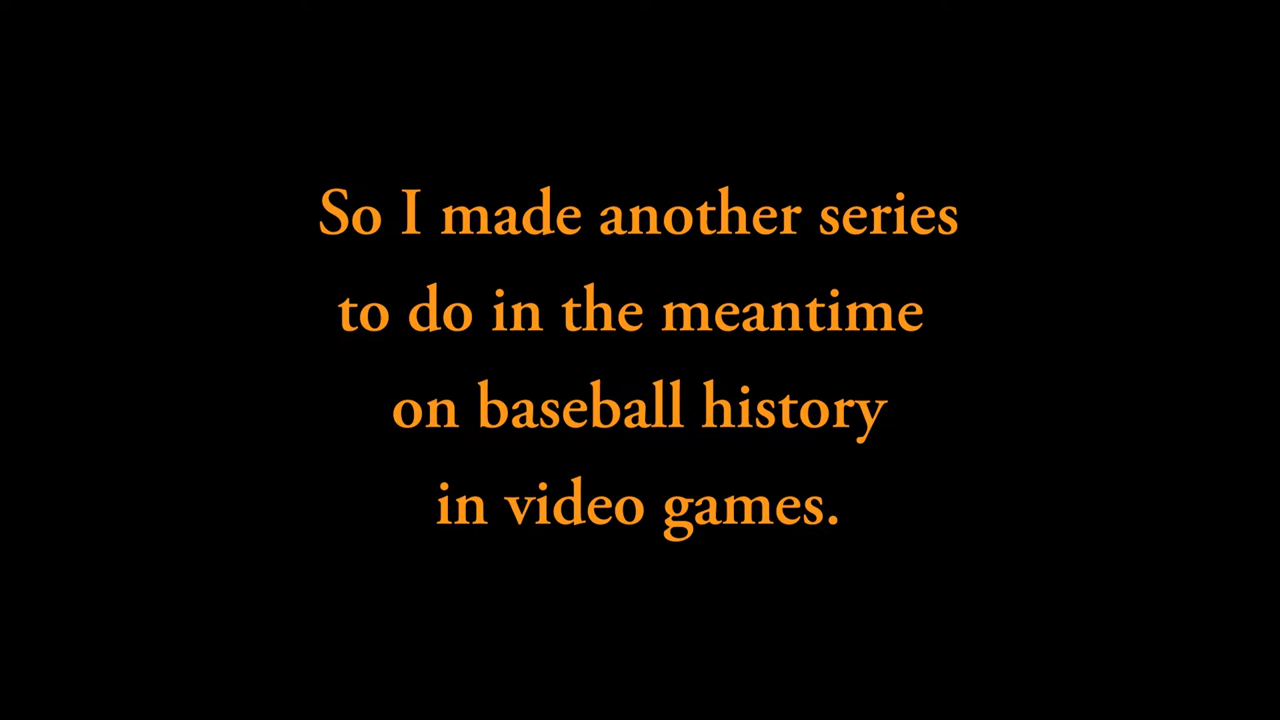 So I made another series
to do in the meantime
on baseball history
in video games.